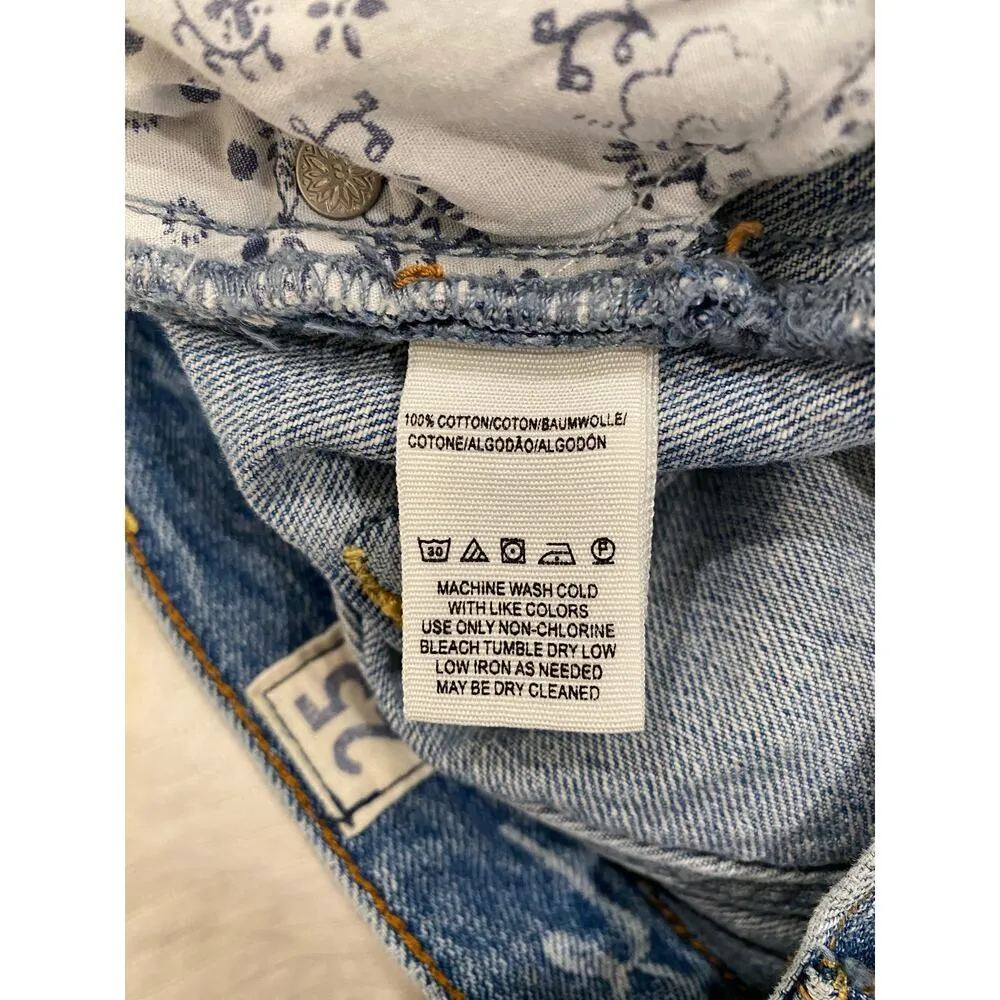 100% COTTON/COTON/BAUMWOLLE/
COTONE/ALGODÃO/ALGODÓN
30 P
MACHINE WASH COLD
WITH LIKE COLORS
USE ONLY NON-CHLORINE
BLEACH TUMBLE DRY LOW
LOW IRON AS NEEDED
MAY BE DRY CLEANED
25